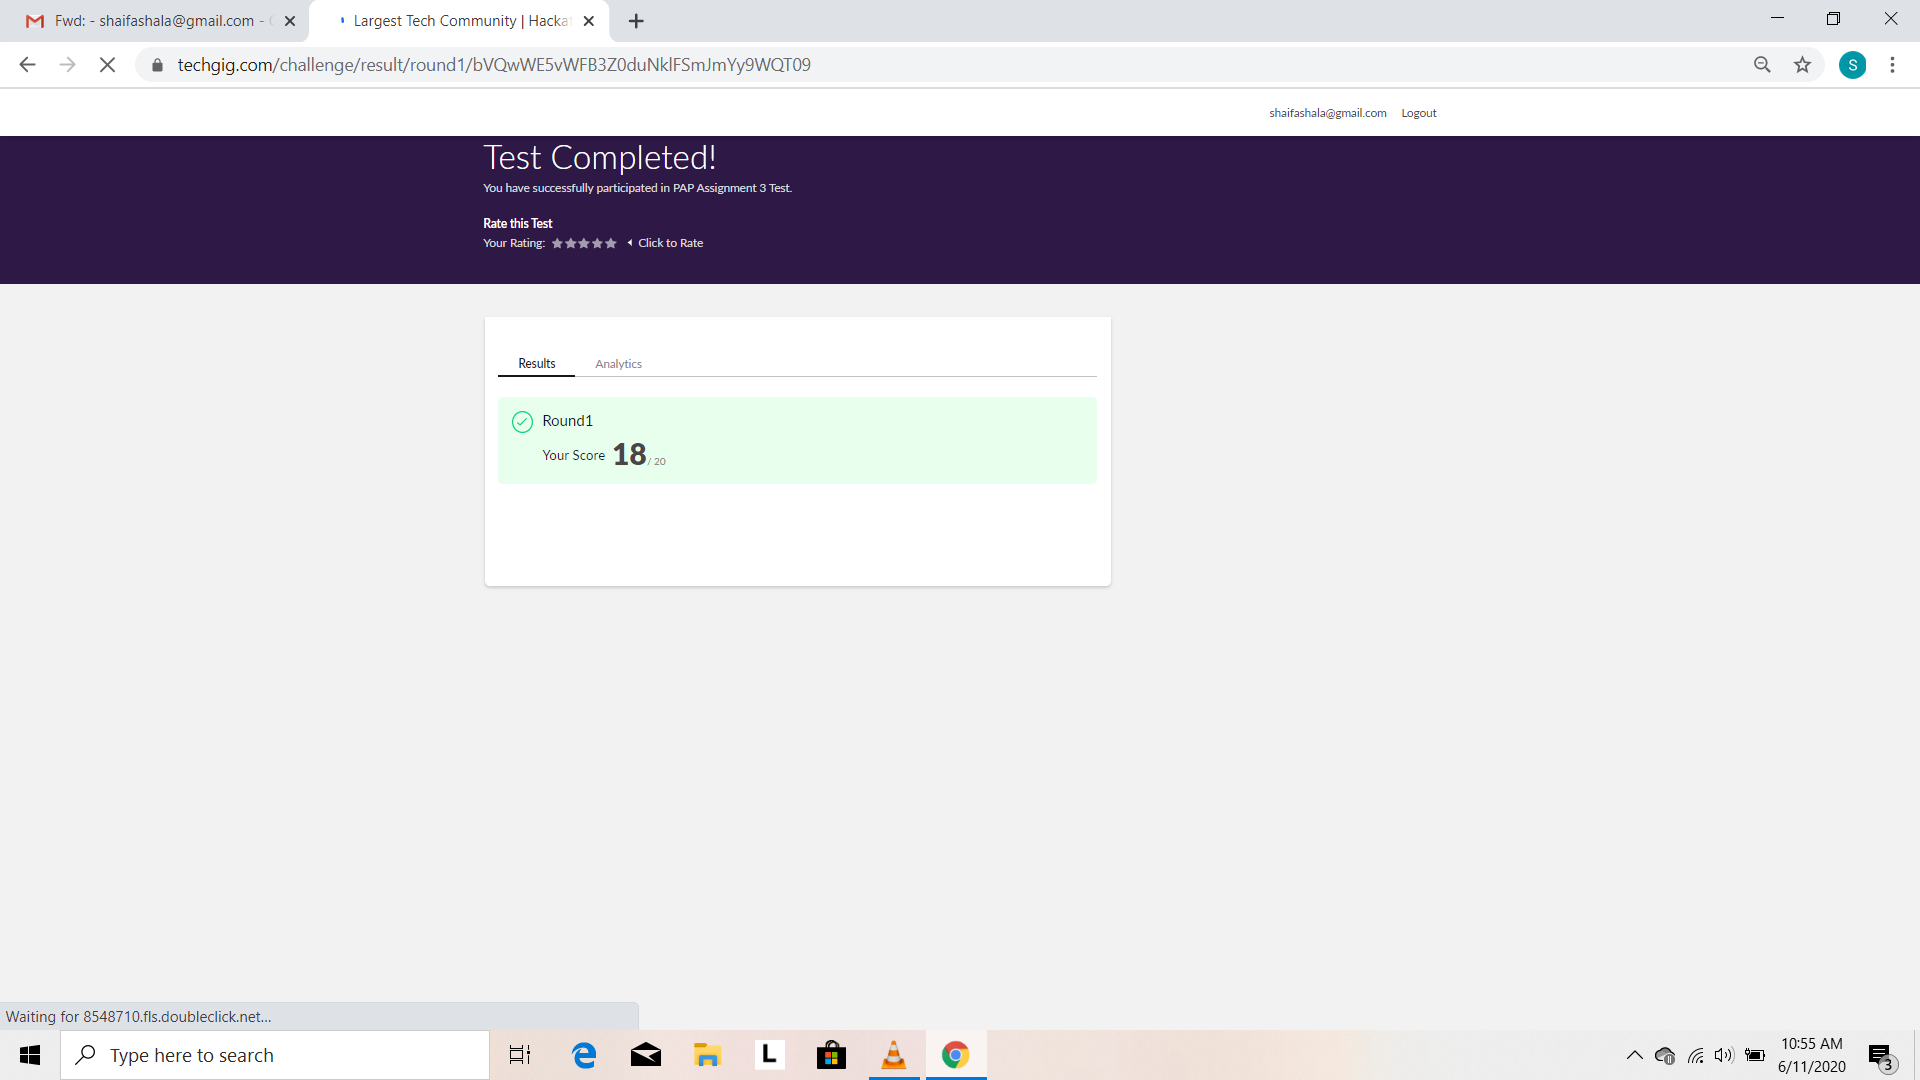 Fwd: - shaifashala@gmail.com -
Largest Tech Community | Hacka
techgig.com/challenge/result/round1/bVQwWE5vWFB3Z0duNklFSmJmYy9WQT09
S
shaifashala@gmail.com Logout
Test Completed!
You have successfully participated in PAP Assignment 3 Test.
Rate this Test
Your Rating: Click to Rate
Results Analytics
Round1
Your Score 18 / 20
Waiting for 8548710.fls.doubleclick.net...
Type here to search
L
10:55 AM
6/11/2020
3